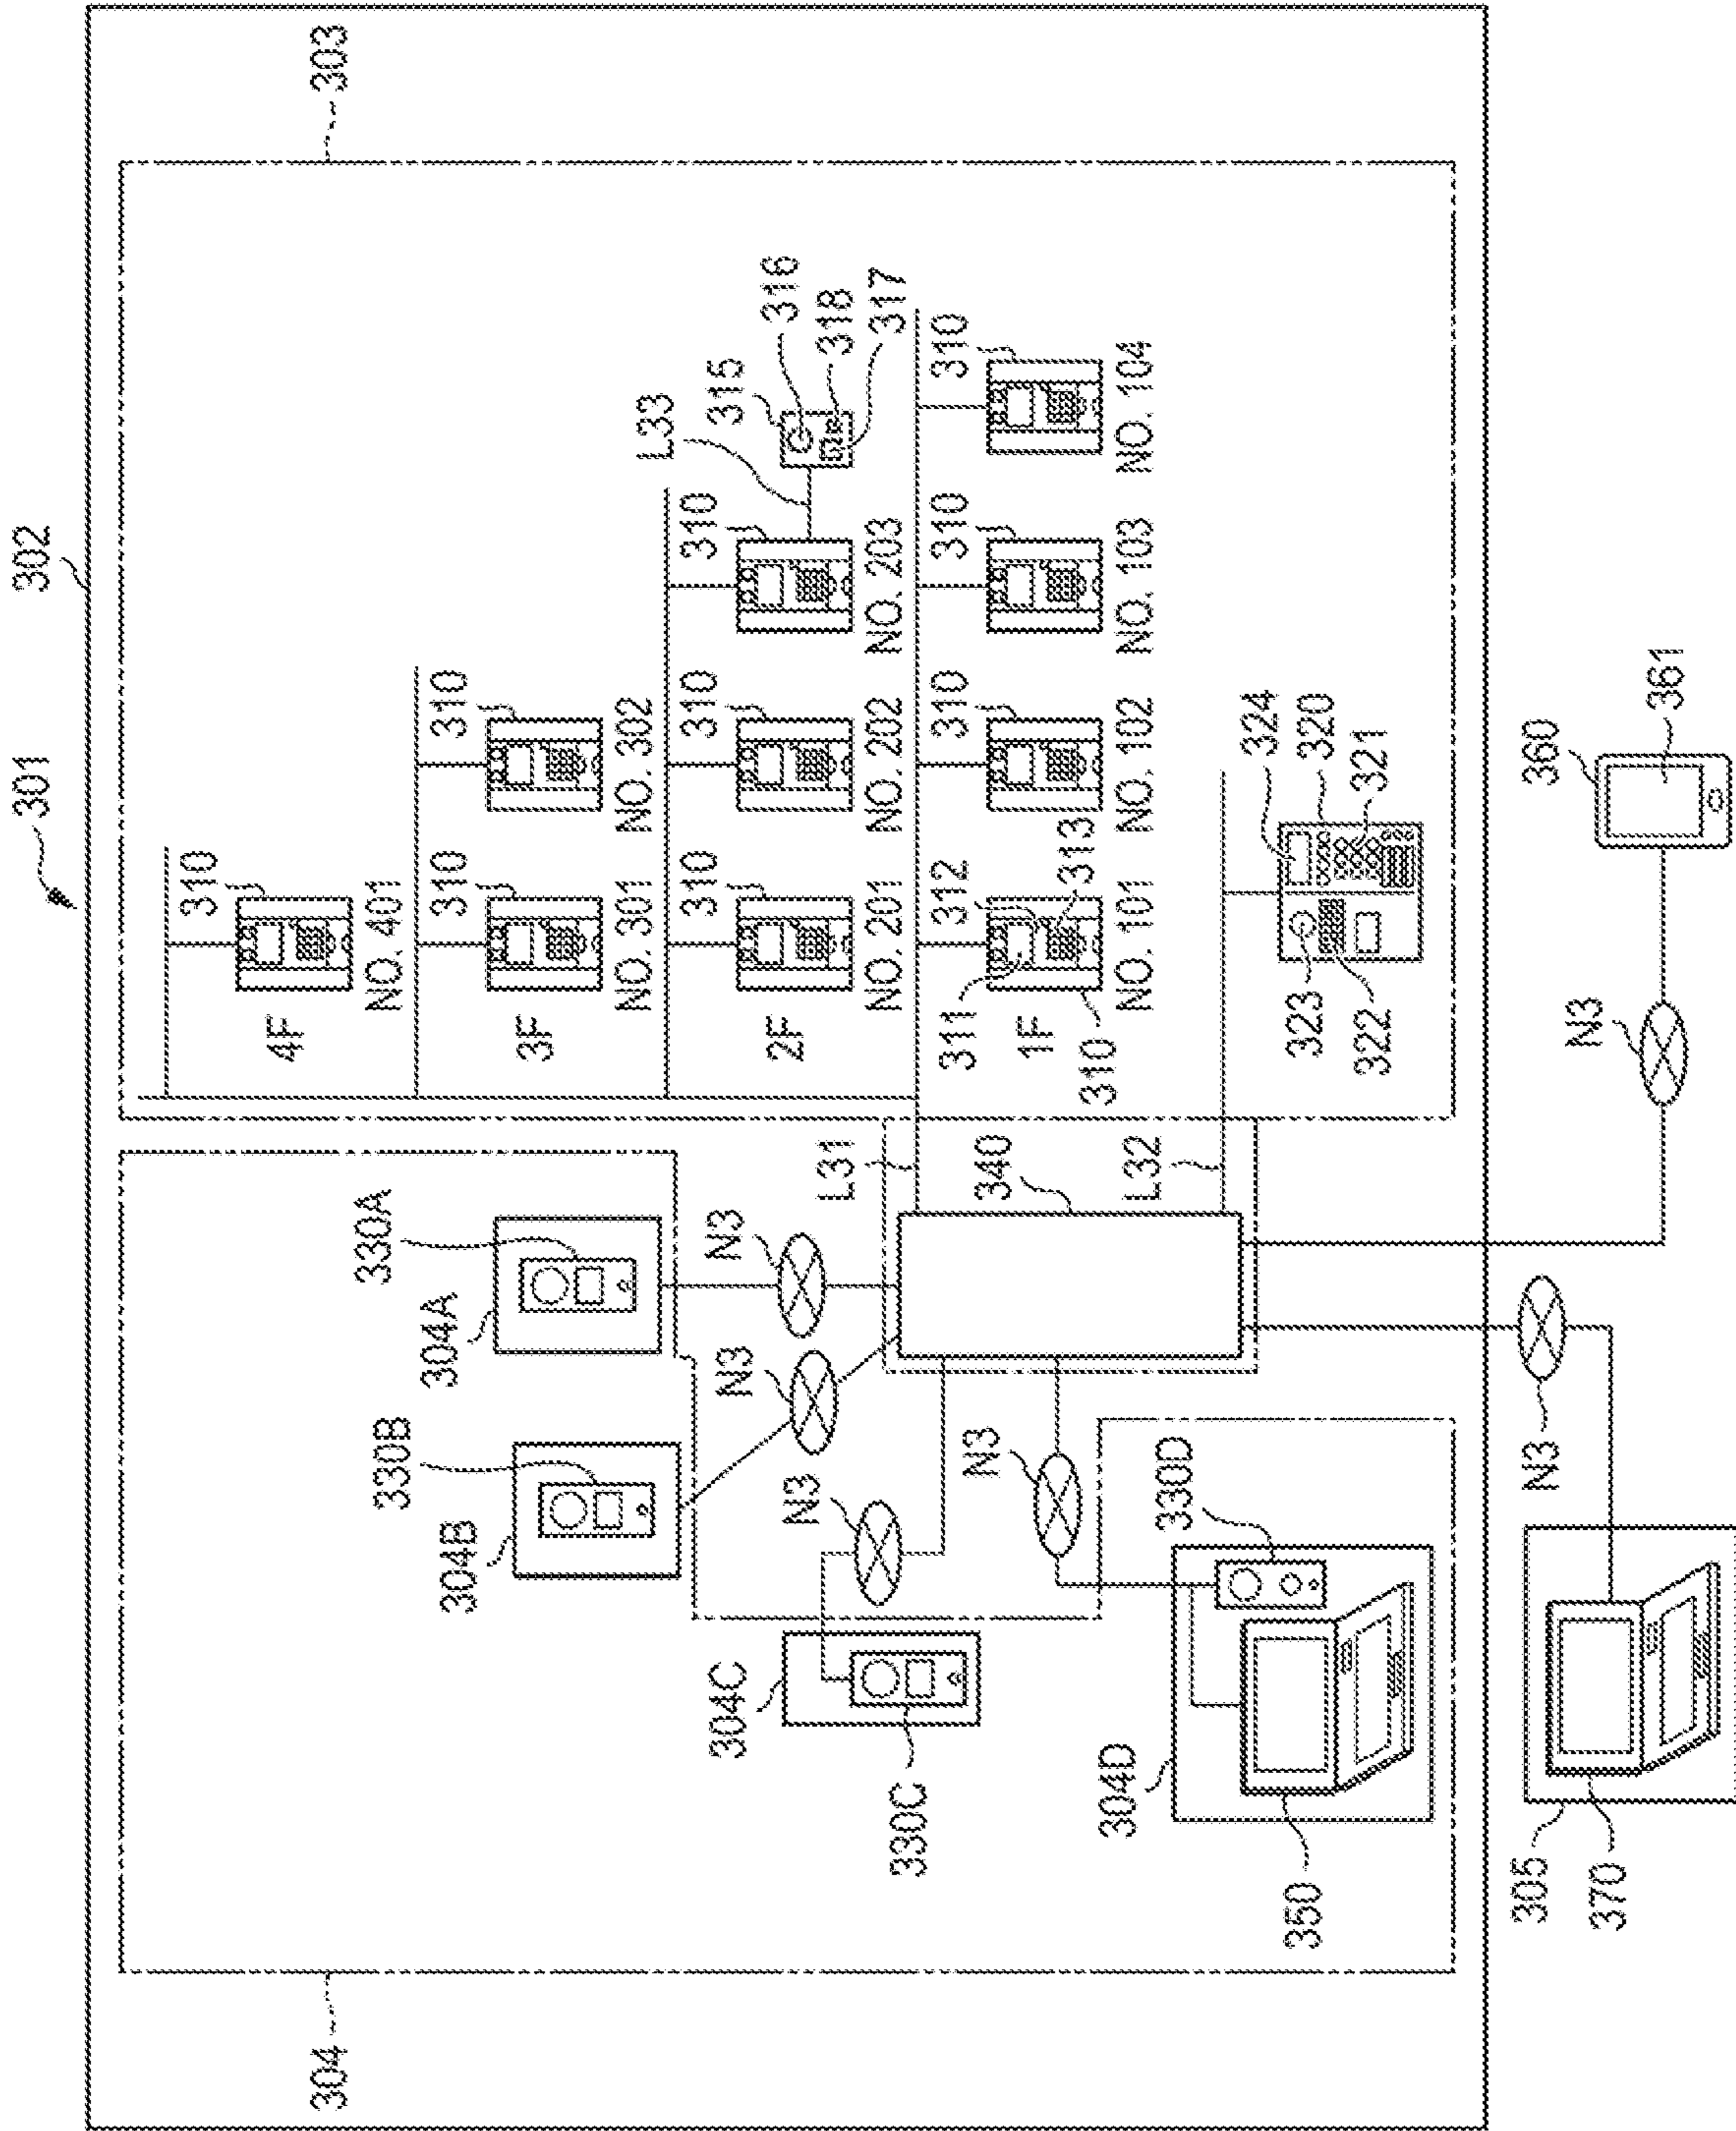 301
302
303
304
304A
330A
304B
330B
304C
330C
304D
330D
350
N3
N3
N3
N3
L31
340
L32
4F
310
NO. 401
3F
310
NO. 301
310
NO. 302
2F
310
NO. 201
310
NO. 202
310
NO. 203
L33
315
316
318
317
1F
310
311
312
313
NO. 101
310
NO. 102
310
NO. 103
310
NO. 104
323
322
324
320
321
305
370
N3
N3
360
361